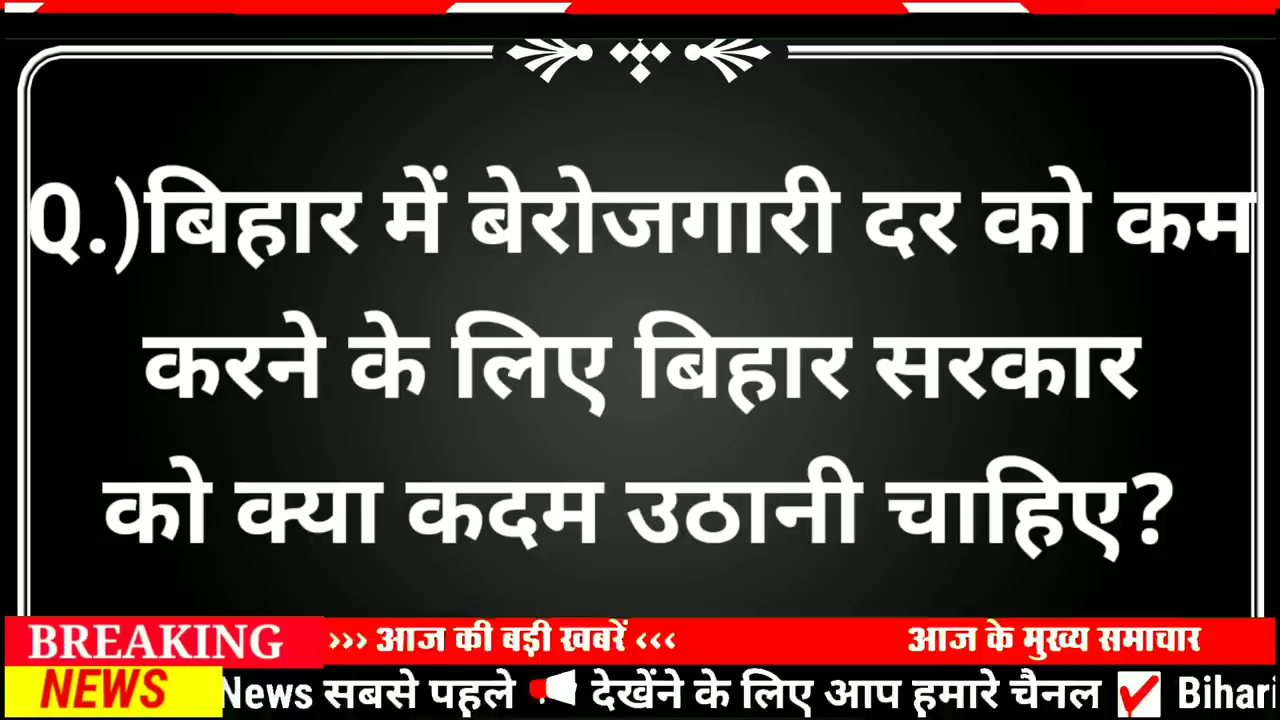 Q.)बिहार में बेरोजगारी दर को कम
करने के लिए बिहार सरकार
को क्या कदम उठानी चाहिए?
BREAKING ››› आज की बड़ी खबरें ‹‹‹ आज के मुख्य समाचार
NEWS News सबसे पहले देखेंने के लिए आप हमारे चैनल Bihari